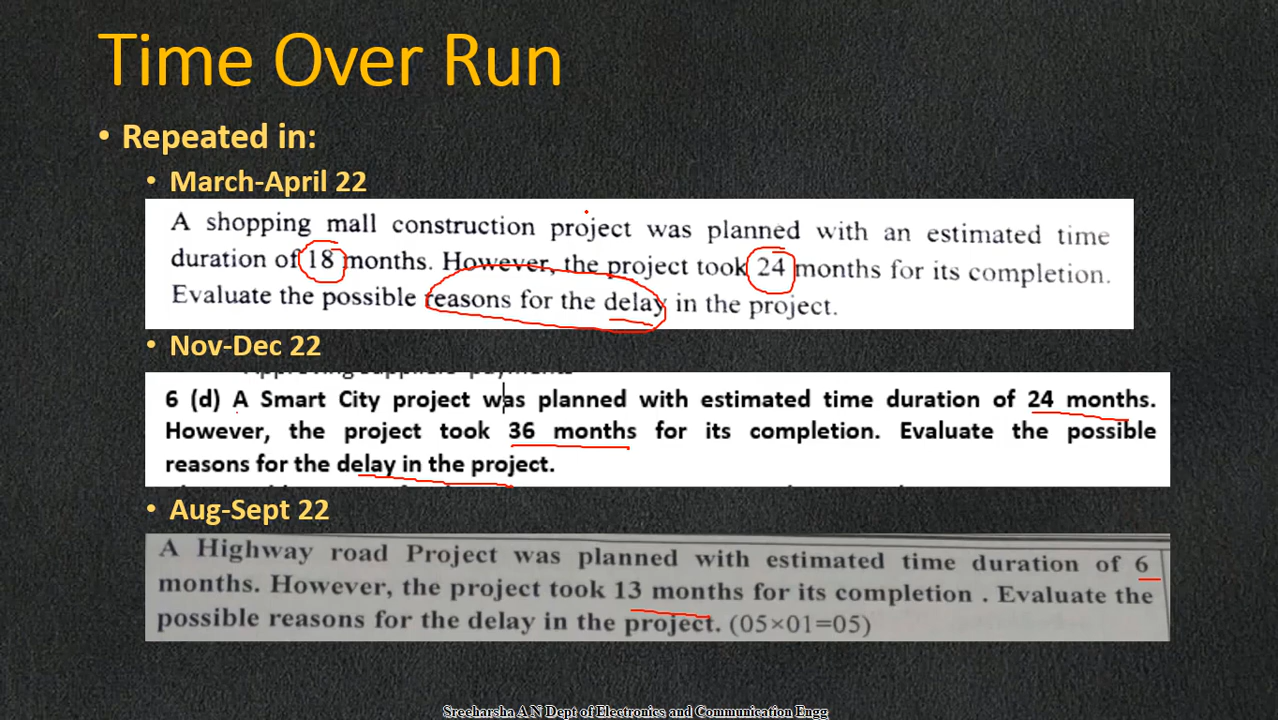 Time Over Run
• Repeated in:
• March-April 22
A shopping mall construction project was planned with an estimated time
duration of 18 months. However, the project took 24 months for its completion.
Evaluate the possible reasons for the delay in the project.
• Nov-Dec 22
Approving suppliers' payments
6 (d) A Smart City project was planned with estimated time duration of 24 months.
However, the project took 36 months for its completion. Evaluate the possible
reasons for the delay in the project.
• Aug-Sept 22
A Highway road Project was planned with estimated time duration of 6
months. However, the project took 13 months for its completion . Evaluate the
possible reasons for the delay in the project. (05×01=05)
Sreeharsha A N Dept of Electronics and Communication Engg